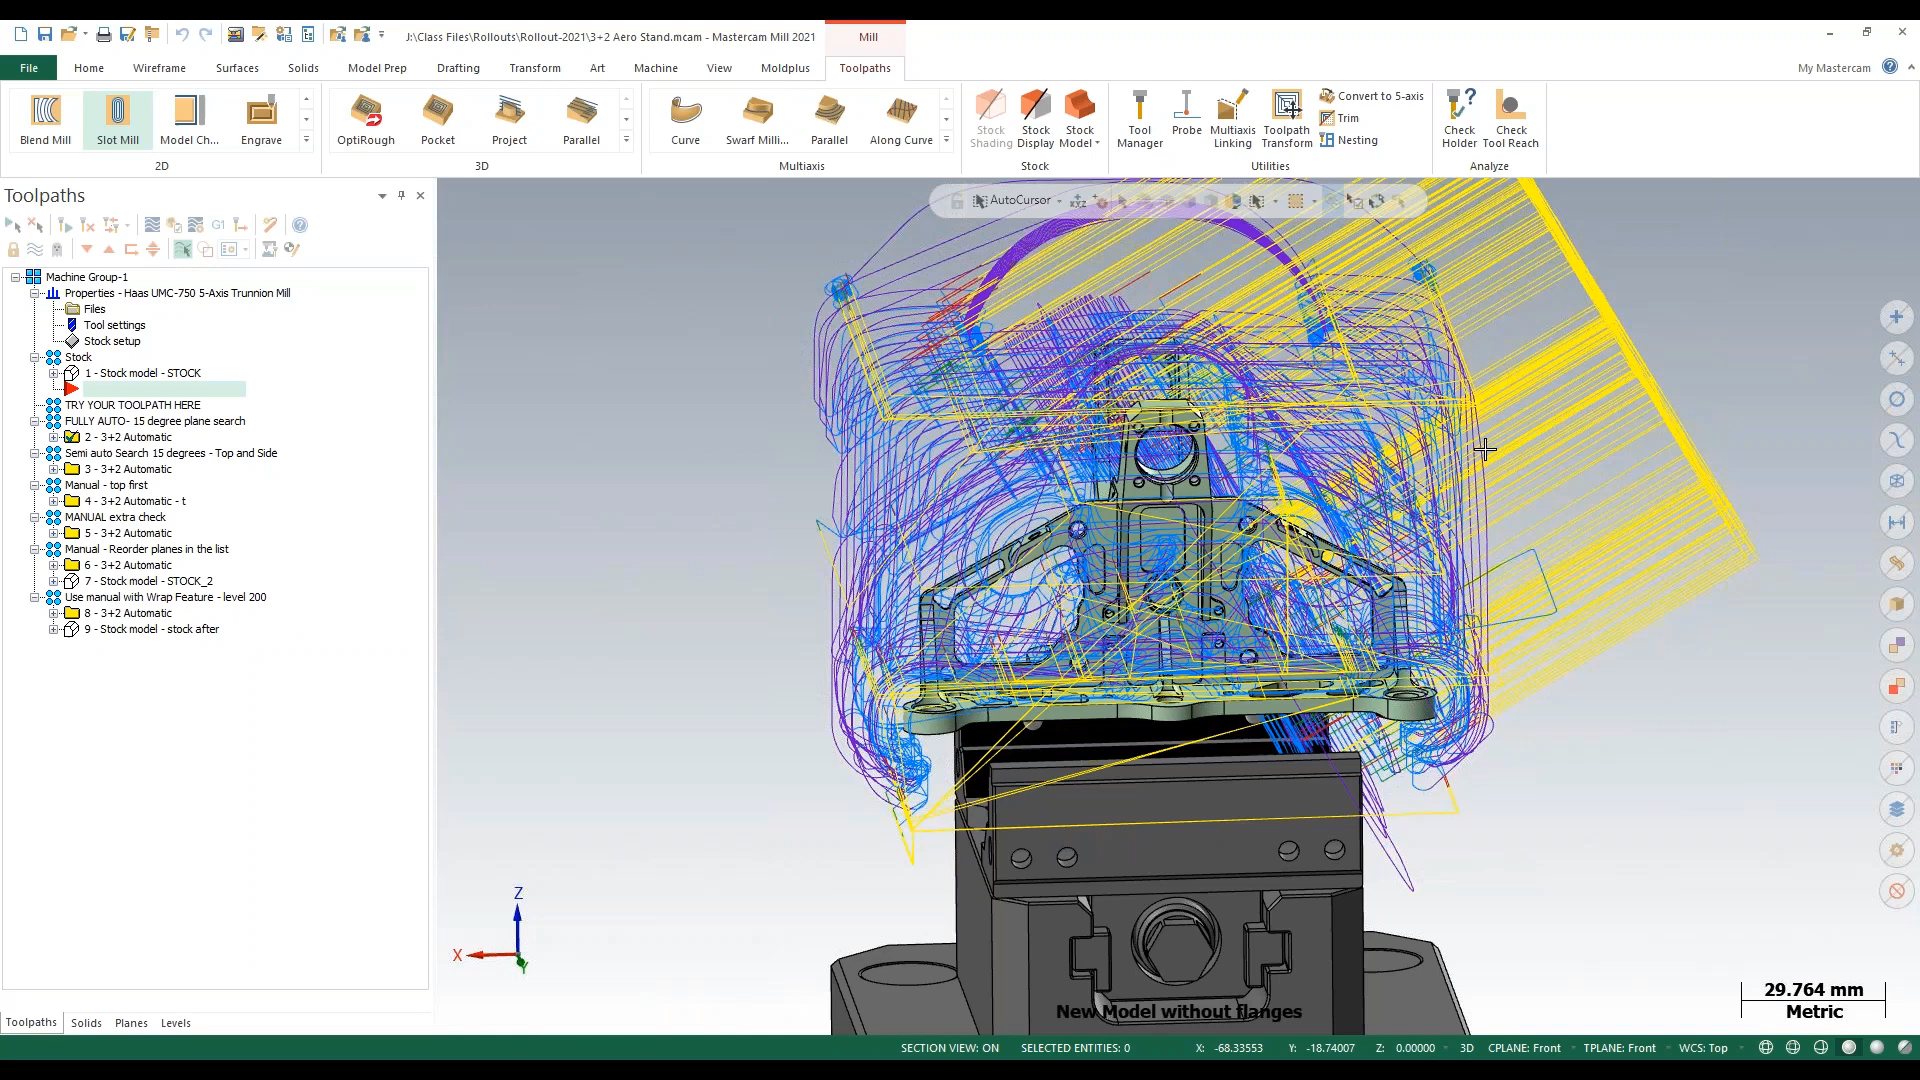 J:\Class Files\Rollouts\Rollout-2021\3+2 Aero Stand.mcam - Mastercam Mill 2021
Mill
File Home Wireframe Surfaces Solids Model Prep Drafting Transform Art Machine View Moldplus Toolpaths My Mastercam
Blend Mill Slot Mill Model Ch... Engrave
OptiRough Pocket Project Parallel
Curve Swarf Milli... Parallel Along Curve
Stock Shading Stock Display Stock Model
Tool Manager Probe Multiaxis Linking Toolpath Transform
Convert to 5-axis
Trim
Nesting
Check Holder Check Tool Reach
2D 3D Multiaxis Stock Utilities Analyze
Toolpaths
AutoCursor
G1
Machine Group-1
Properties - Haas UMC-750 5-Axis Trunnion Mill
Files
Tool settings
Stock setup
Stock
1 - Stock model - STOCK
TRY YOUR TOOLPATH HERE
FULLY AUTO- 15 degree plane search
2 - 3+2 Automatic
Semi auto Search 15 degrees - Top and Side
3 - 3+2 Automatic
Manual - top first
4 - 3+2 Automatic - t
MANUAL extra check
5 - 3+2 Automatic
Manual - Reorder planes in the list
6 - 3+2 Automatic
7 - Stock model - STOCK_2
Use manual with Wrap Feature - level 200
8 - 3+2 Automatic
9 - Stock model - stock after
Z
X
Y
29.764 mm
Metric
New Model without flanges
Toolpaths Solids Planes Levels
SECTION VIEW: ON SELECTED ENTITIES: 0 X: -68.33553 Y: -18.74007 Z: 0.00000 3D CPLANE: Front TPLANE: Front WCS: Top